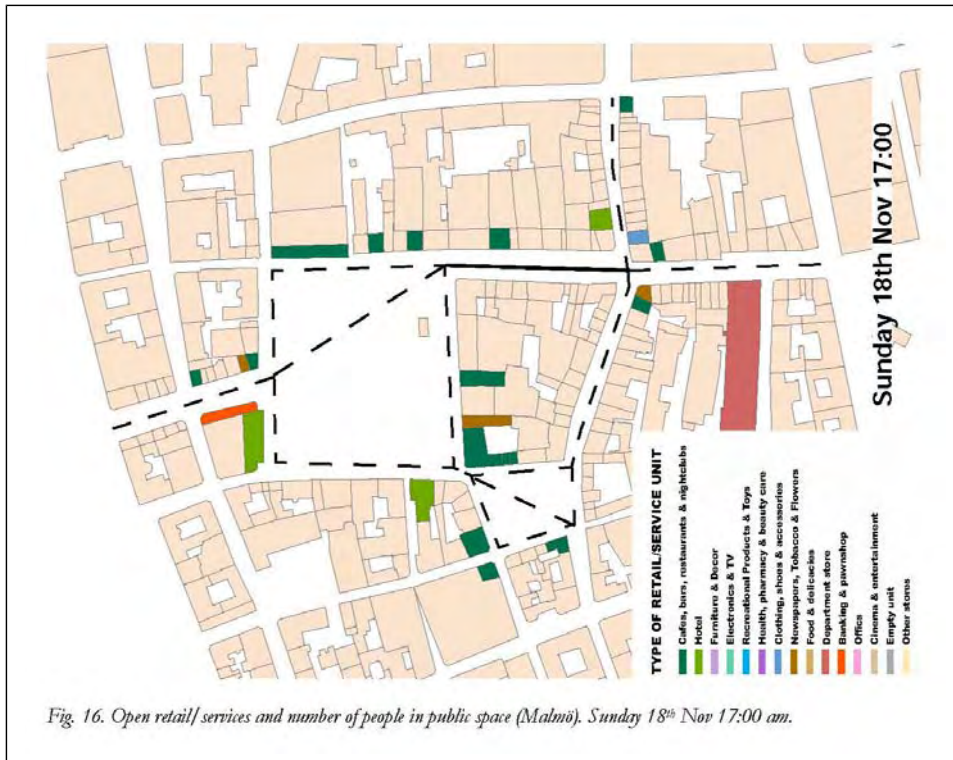 Sunday 18th Nov 17:00
TYPE OF RETAIL/SERVICE UNIT
Cafes, bars, restaurants & nightclubs
Hotel
Furniture & Decor
Electronics & TV
Recreational Products & Toys
Health, pharmacy & beauty care
Clothing, shoes & accessories
Newspapers, Tobacco & Flowers
Food & delicacies
Department store
Banking & pawnshop
Office
Cinema & entertainment
Empty unit
Other stores
Fig. 16. Open retail/ services and number of people in public space (Malmö). Sunday 18th Nov 17:00 am.